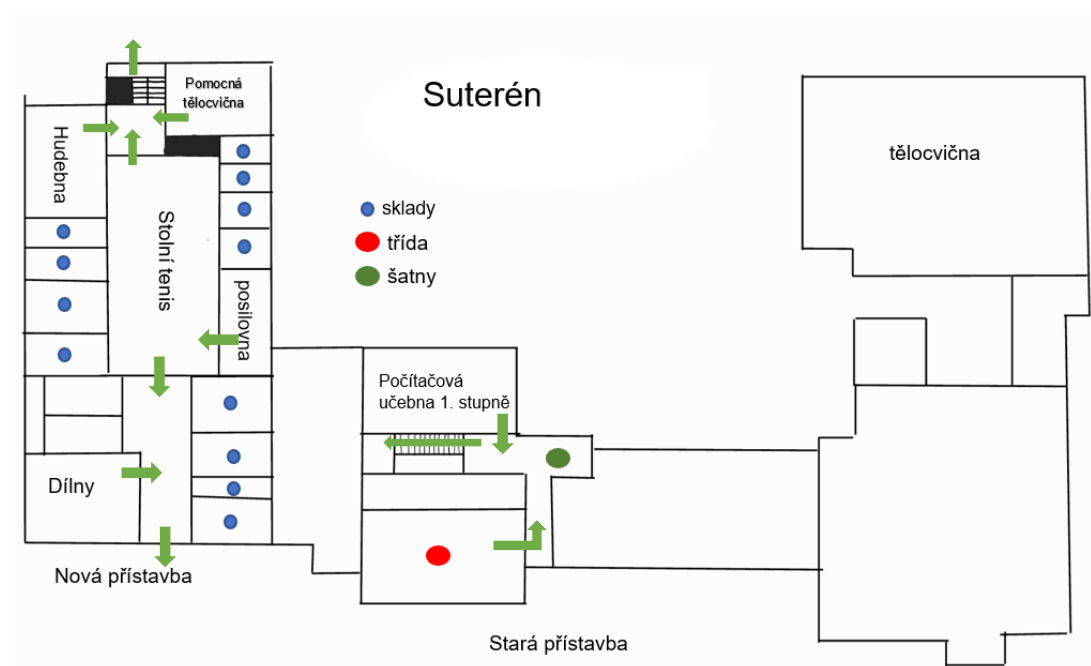 Suterén
Pomocná
tělocvična
Hudebna
tělocvična
sklady
třída
šatny
Stolní tenis
posilovna
Počítačová
učebna 1. stupně
Dílny
Nová přístavba
Stará přístavba